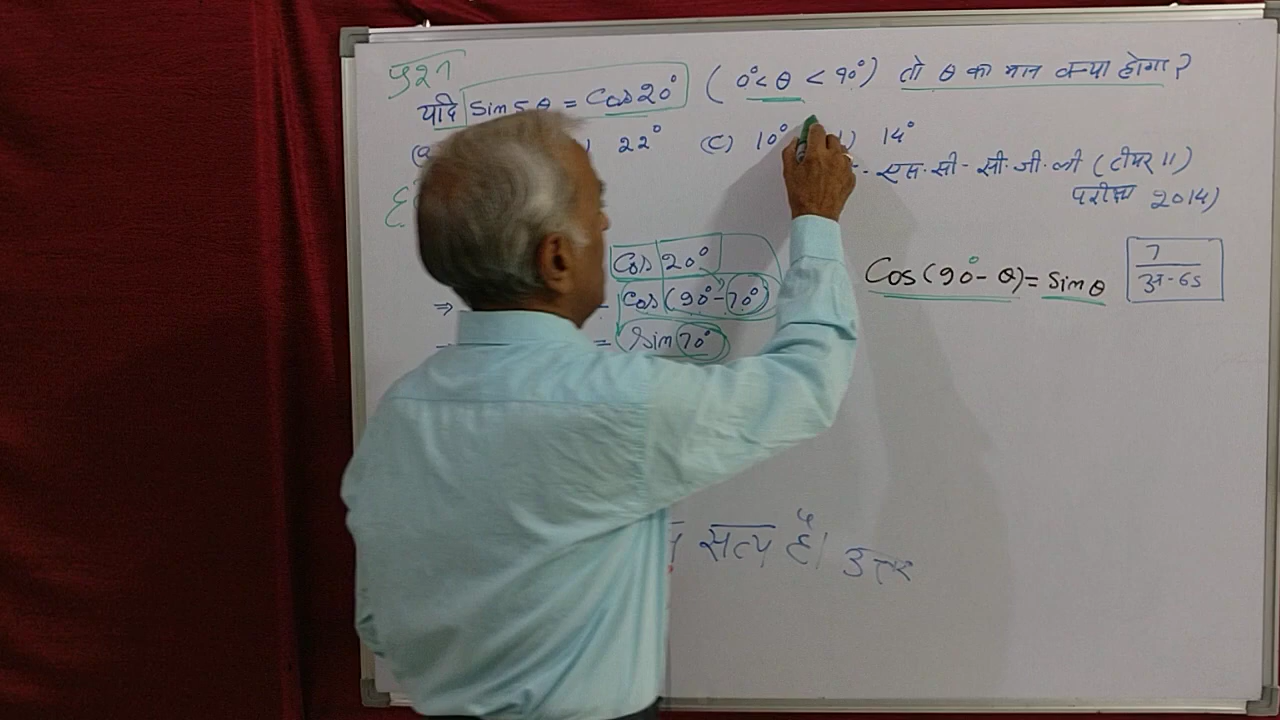 प्रश्न
यदि Sin 5θ = Cos 20° ( 0° < θ < 90° ) तो θ का मान क्या होगा ?
(a 22° (C) 10° 14°
एस. सी - सी. जी. ली ( टीयर II )
परीक्षा 2014)
Cos 20°
⇒ Cos (90° - 70°)
= Sin 70°
Cos (90° - θ) = Sin θ
7
अ - 65
सत्य है। उत्तर